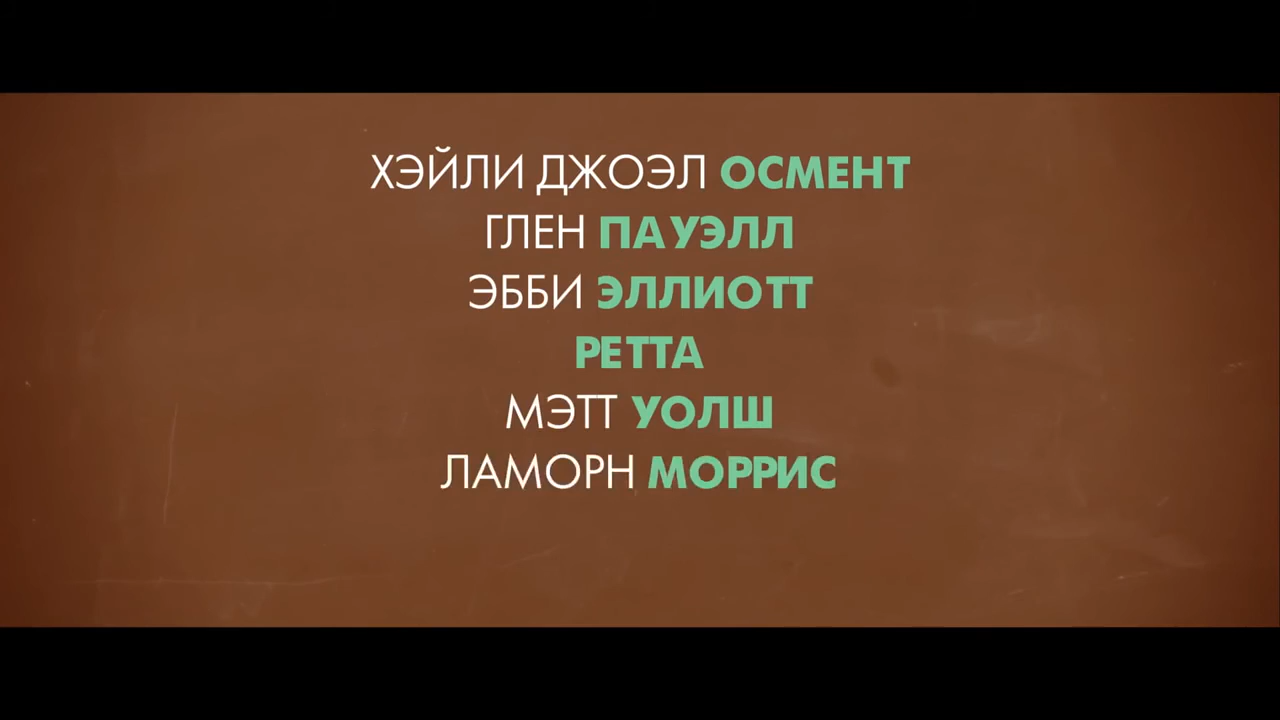 ХЭЙЛИ ДЖОЭЛ ОСМЕНТ
ГЛЕН ПАУЭЛЛ
ЭББИ ЭЛЛИОТТ
РЕТТА
МЭТТ УОЛШ
ЛАМОРН МОРРИС